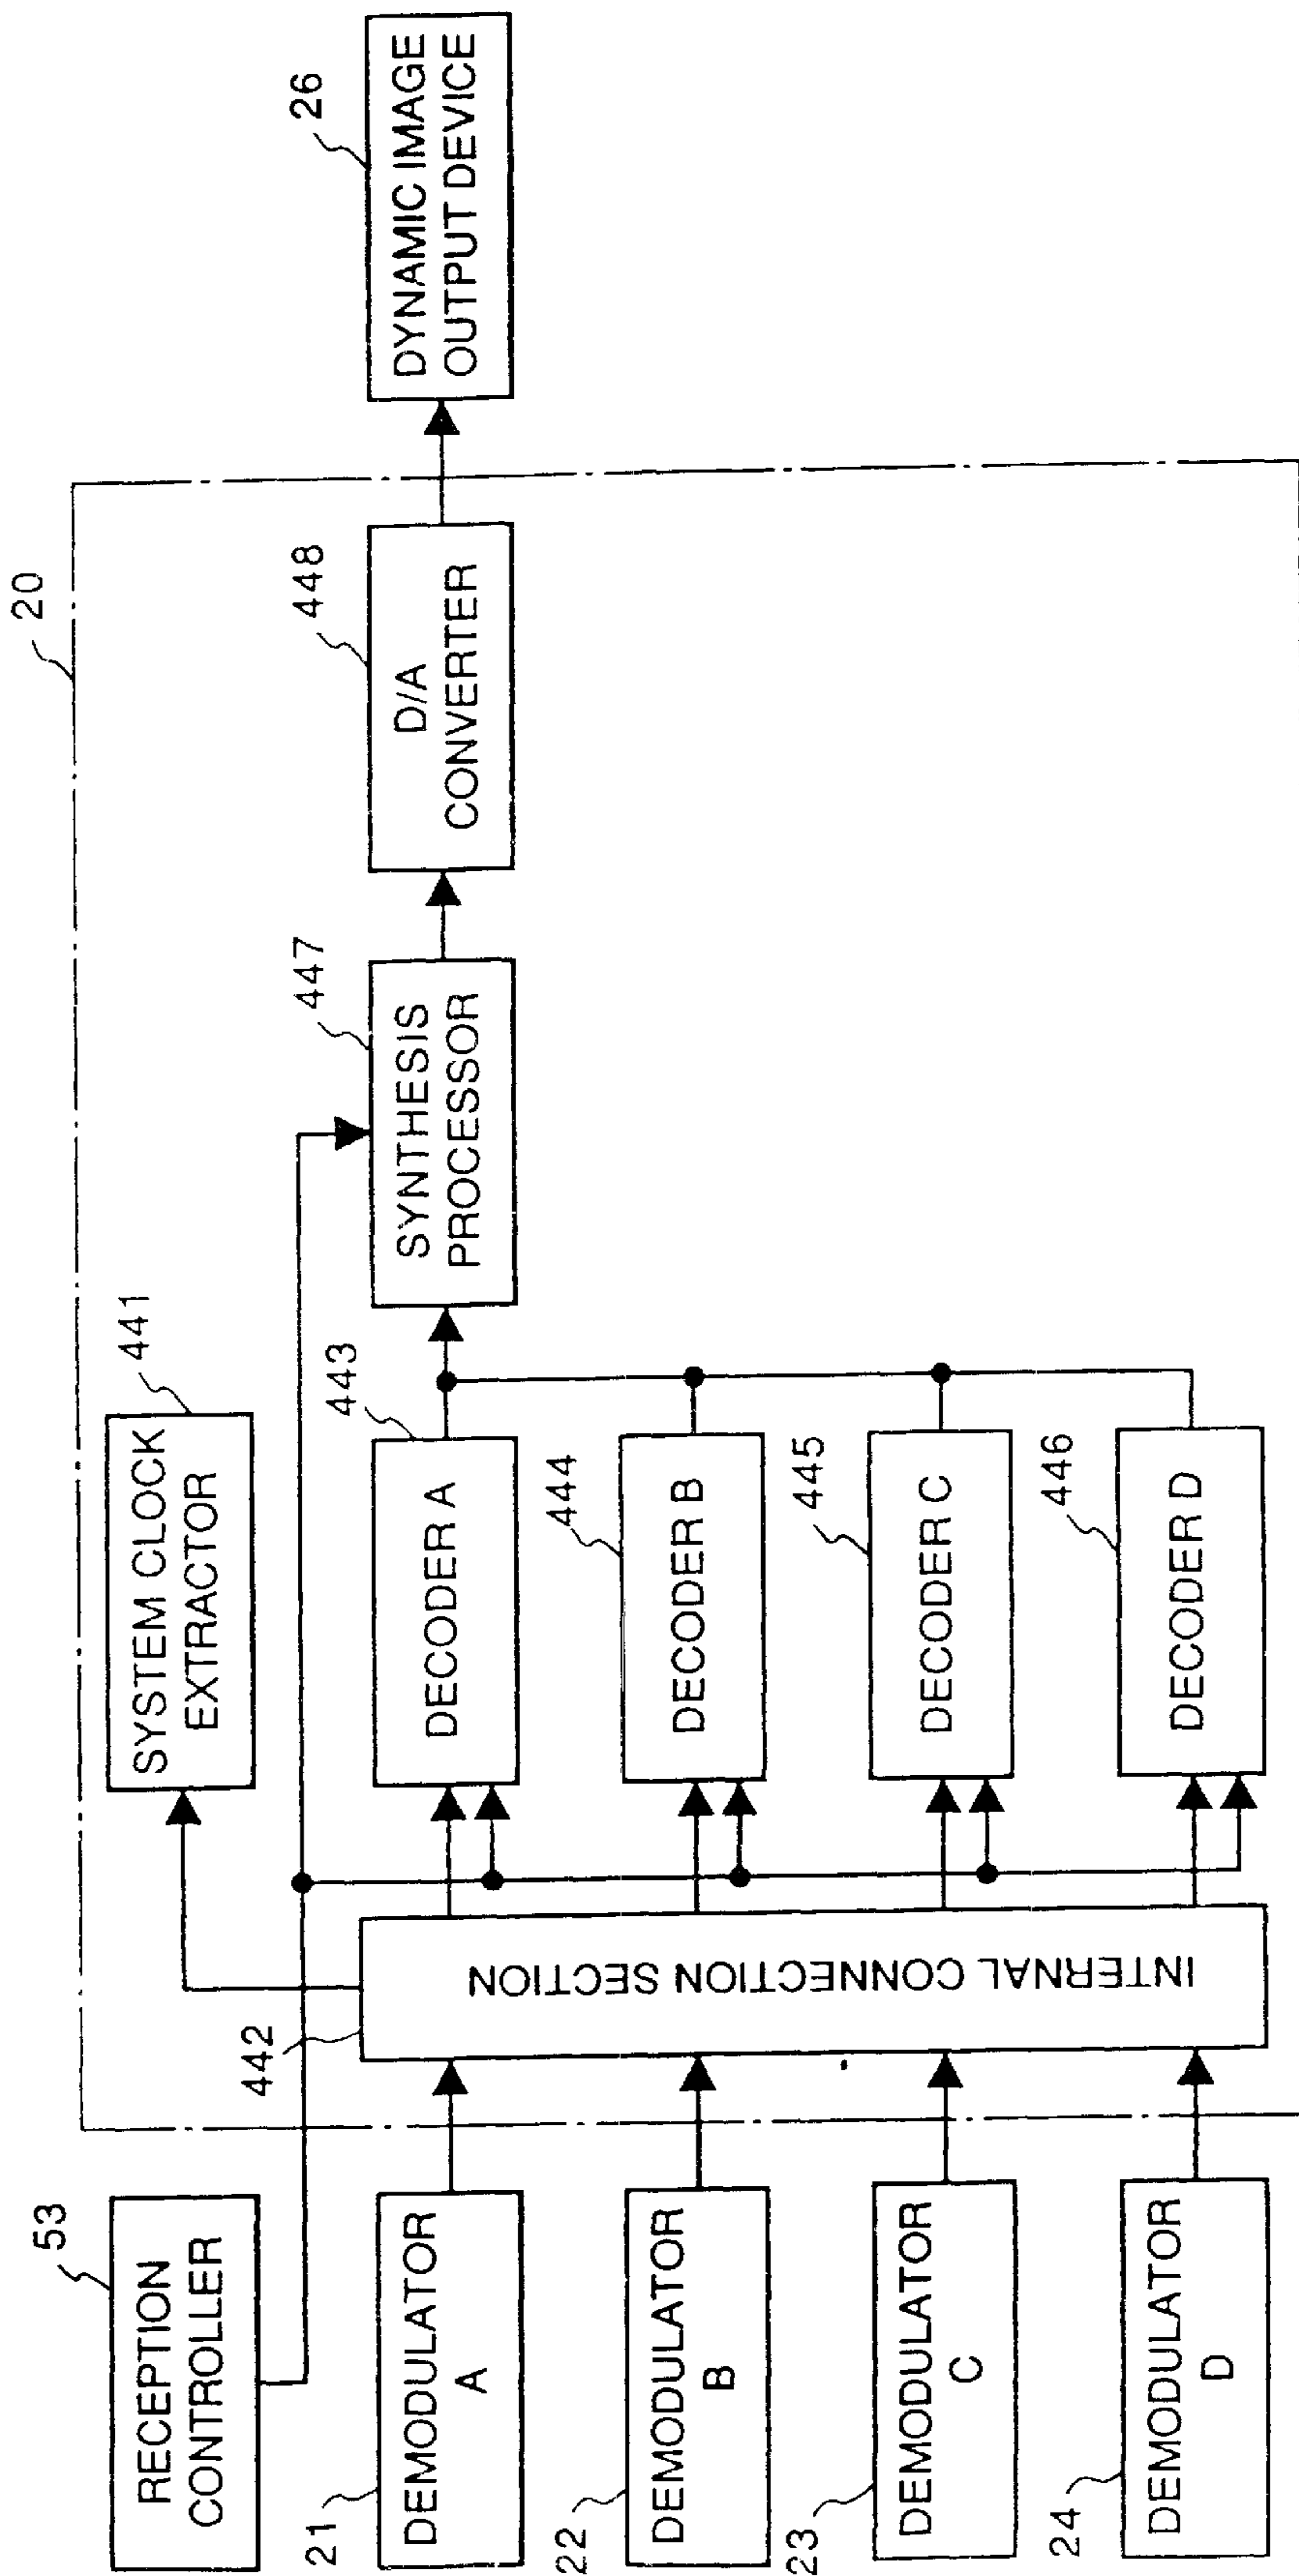 53
RECEPTION
CONTROLLER
21
DEMODULATOR
A
22
DEMODULATOR
B
23
DEMODULATOR
C
24
DEMODULATOR
D
20
442
INTERNAL CONNECTION SECTION
441
SYSTEM CLOCK
EXTRACTOR
443
DECODER A
444
DECODER B
445
DECODER C
446
DECODER D
447
SYNTHESIS
PROCESSOR
448
D/A
CONVERTER
26
DYNAMIC IMAGE
OUTPUT DEVICE